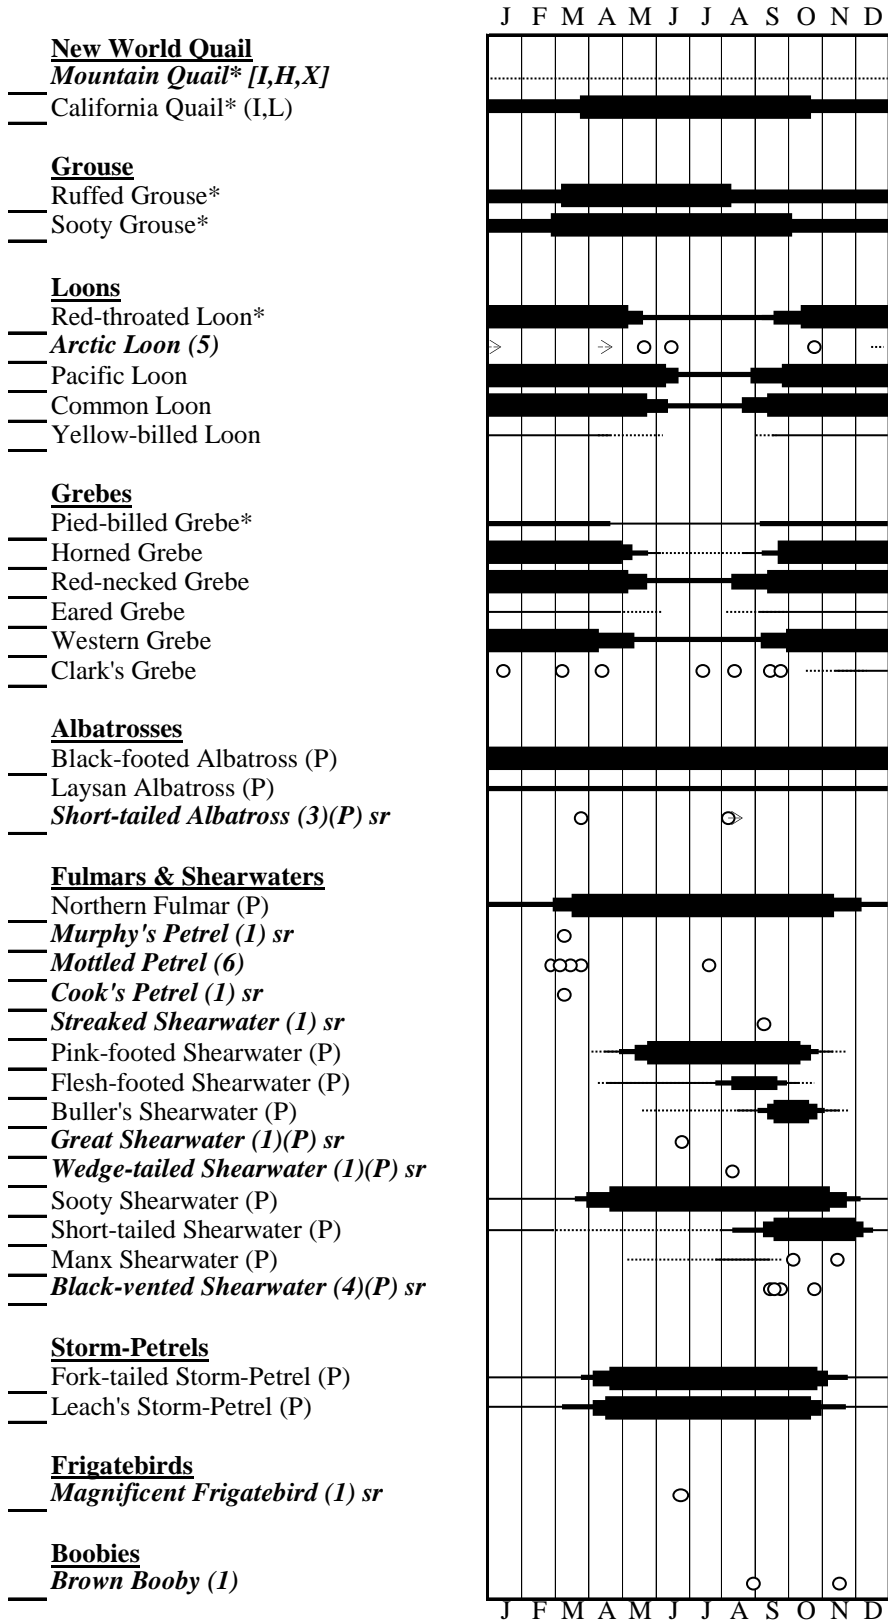 J F M A M J J A S O N D
New World Quail
Mountain Quail* [I,H,X]
California Quail* (I,L)
Grouse
Ruffed Grouse*
Sooty Grouse*
Loons
Red-throated Loon*
Arctic Loon (5)
Pacific Loon
Common Loon
Yellow-billed Loon
Grebes
Pied-billed Grebe*
Horned Grebe
Red-necked Grebe
Eared Grebe
Western Grebe
Clark's Grebe
Albatrosses
Black-footed Albatross (P)
Laysan Albatross (P)
Short-tailed Albatross (3)(P) sr
Fulmars & Shearwaters
Northern Fulmar (P)
Murphy's Petrel (1) sr
Mottled Petrel (6)
Cook's Petrel (1) sr
Streaked Shearwater (1) sr
Pink-footed Shearwater (P)
Flesh-footed Shearwater (P)
Buller's Shearwater (P)
Great Shearwater (1)(P) sr
Wedge-tailed Shearwater (1)(P) sr
Sooty Shearwater (P)
Short-tailed Shearwater (P)
Manx Shearwater (P)
Black-vented Shearwater (4)(P) sr
Storm-Petrels
Fork-tailed Storm-Petrel (P)
Leach's Storm-Petrel (P)
Frigatebirds
Magnificent Frigatebird (1) sr
Boobies
Brown Booby (1)
J F M A M J J A S O N D